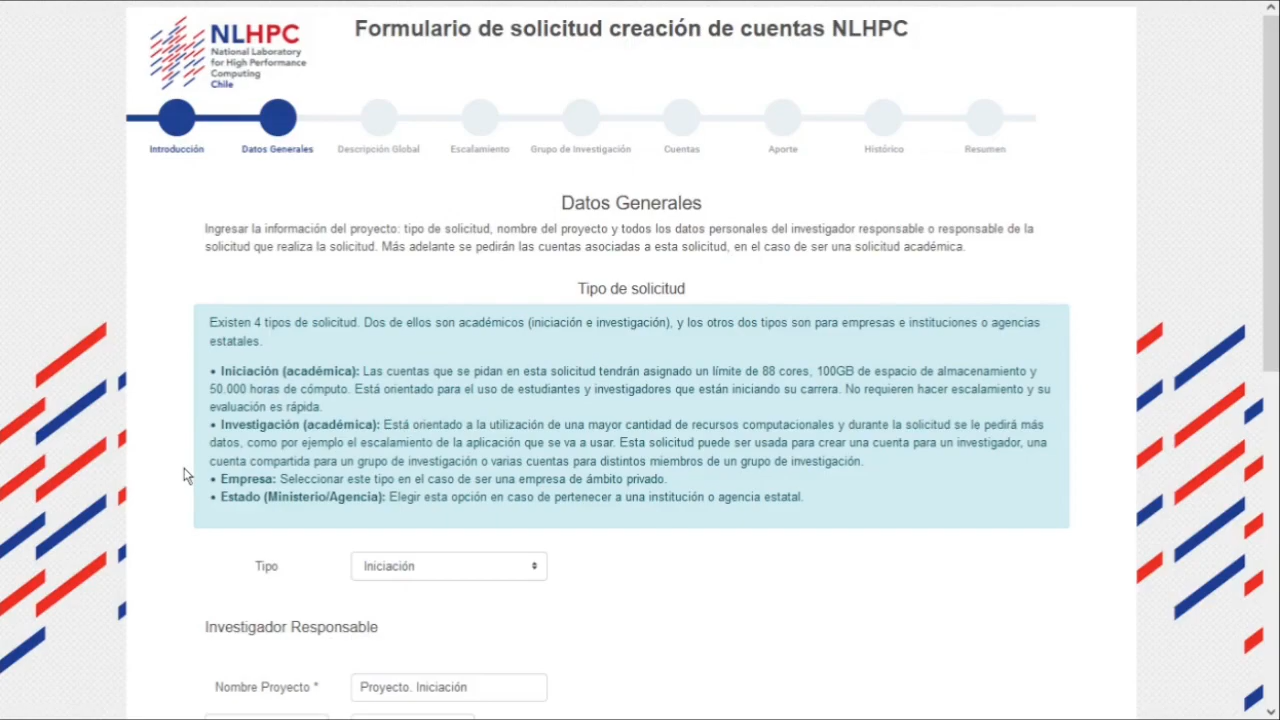 Formulario de solicitud creación de cuentas NLHPC
NLHPC
National Laboratory
for High Performance
Computing
Chile
Introducción
Datos Generales
Descripción Global
Escalamiento
Grupo de Investigación
Cuentas
Aporte
Histórico
Resumen
Datos Generales
Ingresar la información del proyecto: tipo de solicitud, nombre del proyecto y todos los datos personales del investigador responsable o responsable de la
solicitud que realiza la solicitud. Más adelante se pedirán las cuentas asociadas a esta solicitud, en el caso de ser una solicitud académica.
Tipo de solicitud
Existen 4 tipos de solicitud. Dos de ellos son académicos (iniciación e investigación), y los otros dos tipos son para empresas e instituciones o agencias
estatales.
• Iniciación (académica): Las cuentas que se pidan en esta solicitud tendrán asignado un límite de 88 cores, 100GB de espacio de almacenamiento y
50.000 horas de cómputo. Está orientado para el uso de estudiantes y investigadores que están iniciando su carrera. No requieren hacer escalamiento y su
evaluación es rápida.
• Investigación (académica): Está orientado a la utilización de una mayor cantidad de recursos computacionales y durante la solicitud se le pedirá más
datos, como por ejemplo el escalamiento de la aplicación que se va a usar. Esta solicitud puede ser usada para crear una cuenta para un investigador, una
cuenta compartida para un grupo de investigación o varias cuentas para distintos miembros de un grupo de investigación.
• Empresa: Seleccionar este tipo en el caso de ser una empresa de ámbito privado.
• Estado (Ministerio/Agencia): Elegir esta opción en caso de pertenecer a una institución o agencia estatal.
Tipo
Iniciación
Investigador Responsable
Nombre Proyecto *
Proyecto. Iniciación